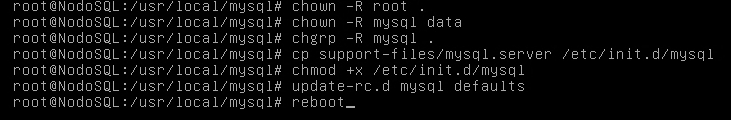 root@NodoSQL:/usr/local/mysql# chown -R root .
root@NodoSQL:/usr/local/mysql# chown -R mysql data
root@NodoSQL:/usr/local/mysql# chgrp -R mysql .
root@NodoSQL:/usr/local/mysql# cp support-files/mysql.server /etc/init.d/mysql
root@NodoSQL:/usr/local/mysql# chmod +x /etc/init.d/mysql
root@NodoSQL:/usr/local/mysql# update-rc.d mysql defaults
root@NodoSQL:/usr/local/mysql# reboot_